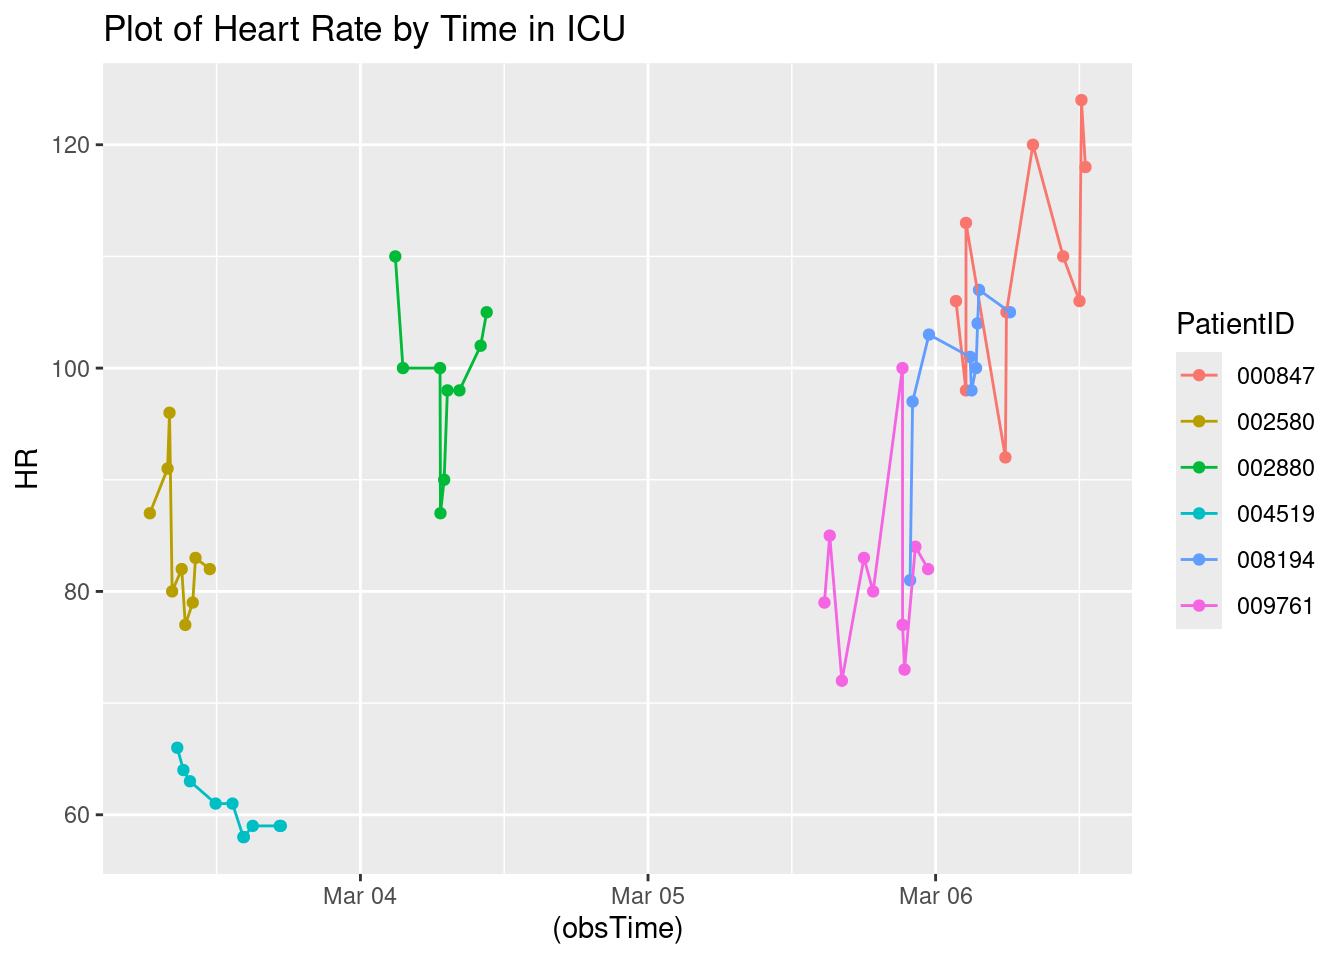 Plot of Heart Rate by Time in ICU
HR
120
100
80
60
Mar 04
Mar 05
Mar 06
(obsTime)
PatientID
000847
002580
002880
004519
008194
009761